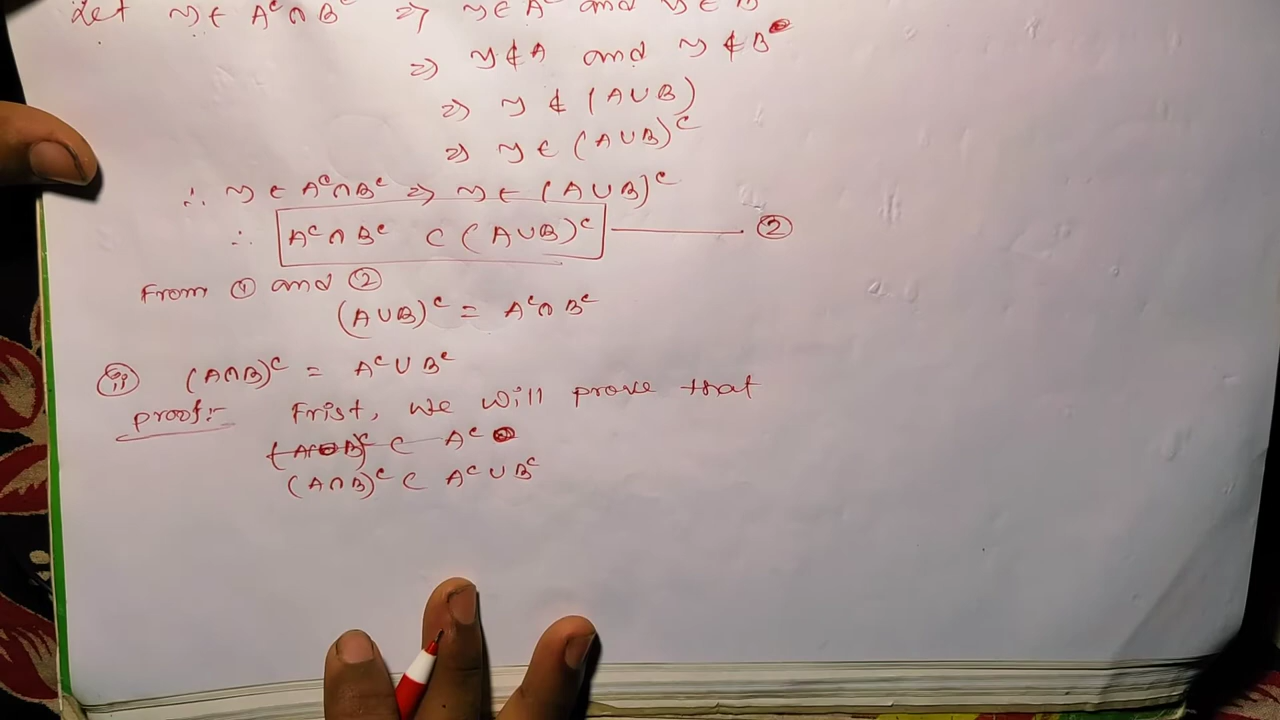 Let y ∈ Aᶜ∩Bᶜ ⇒ y ∈ Aᶜ and y ∈ B
⇒ y ∉ A and y ∉ B
⇒ y ∉ (A∪B)
⇒ y ∈ (A∪B)ᶜ
∴ y ∈ Aᶜ∩Bᶜ ⇒ y ∈ (A∪B)ᶜ
∴ Aᶜ∩Bᶜ ⊂ (A∪B)ᶜ ②
From ① and ②
(A∪B)ᶜ = Aᶜ∩Bᶜ
ⓘⓘ (A∩B)ᶜ = Aᶜ∪Bᶜ
Proof:- Frist, we will prove that
⊂ Aᶜ
(A∩B)ᶜ ⊂ Aᶜ∪Bᶜ